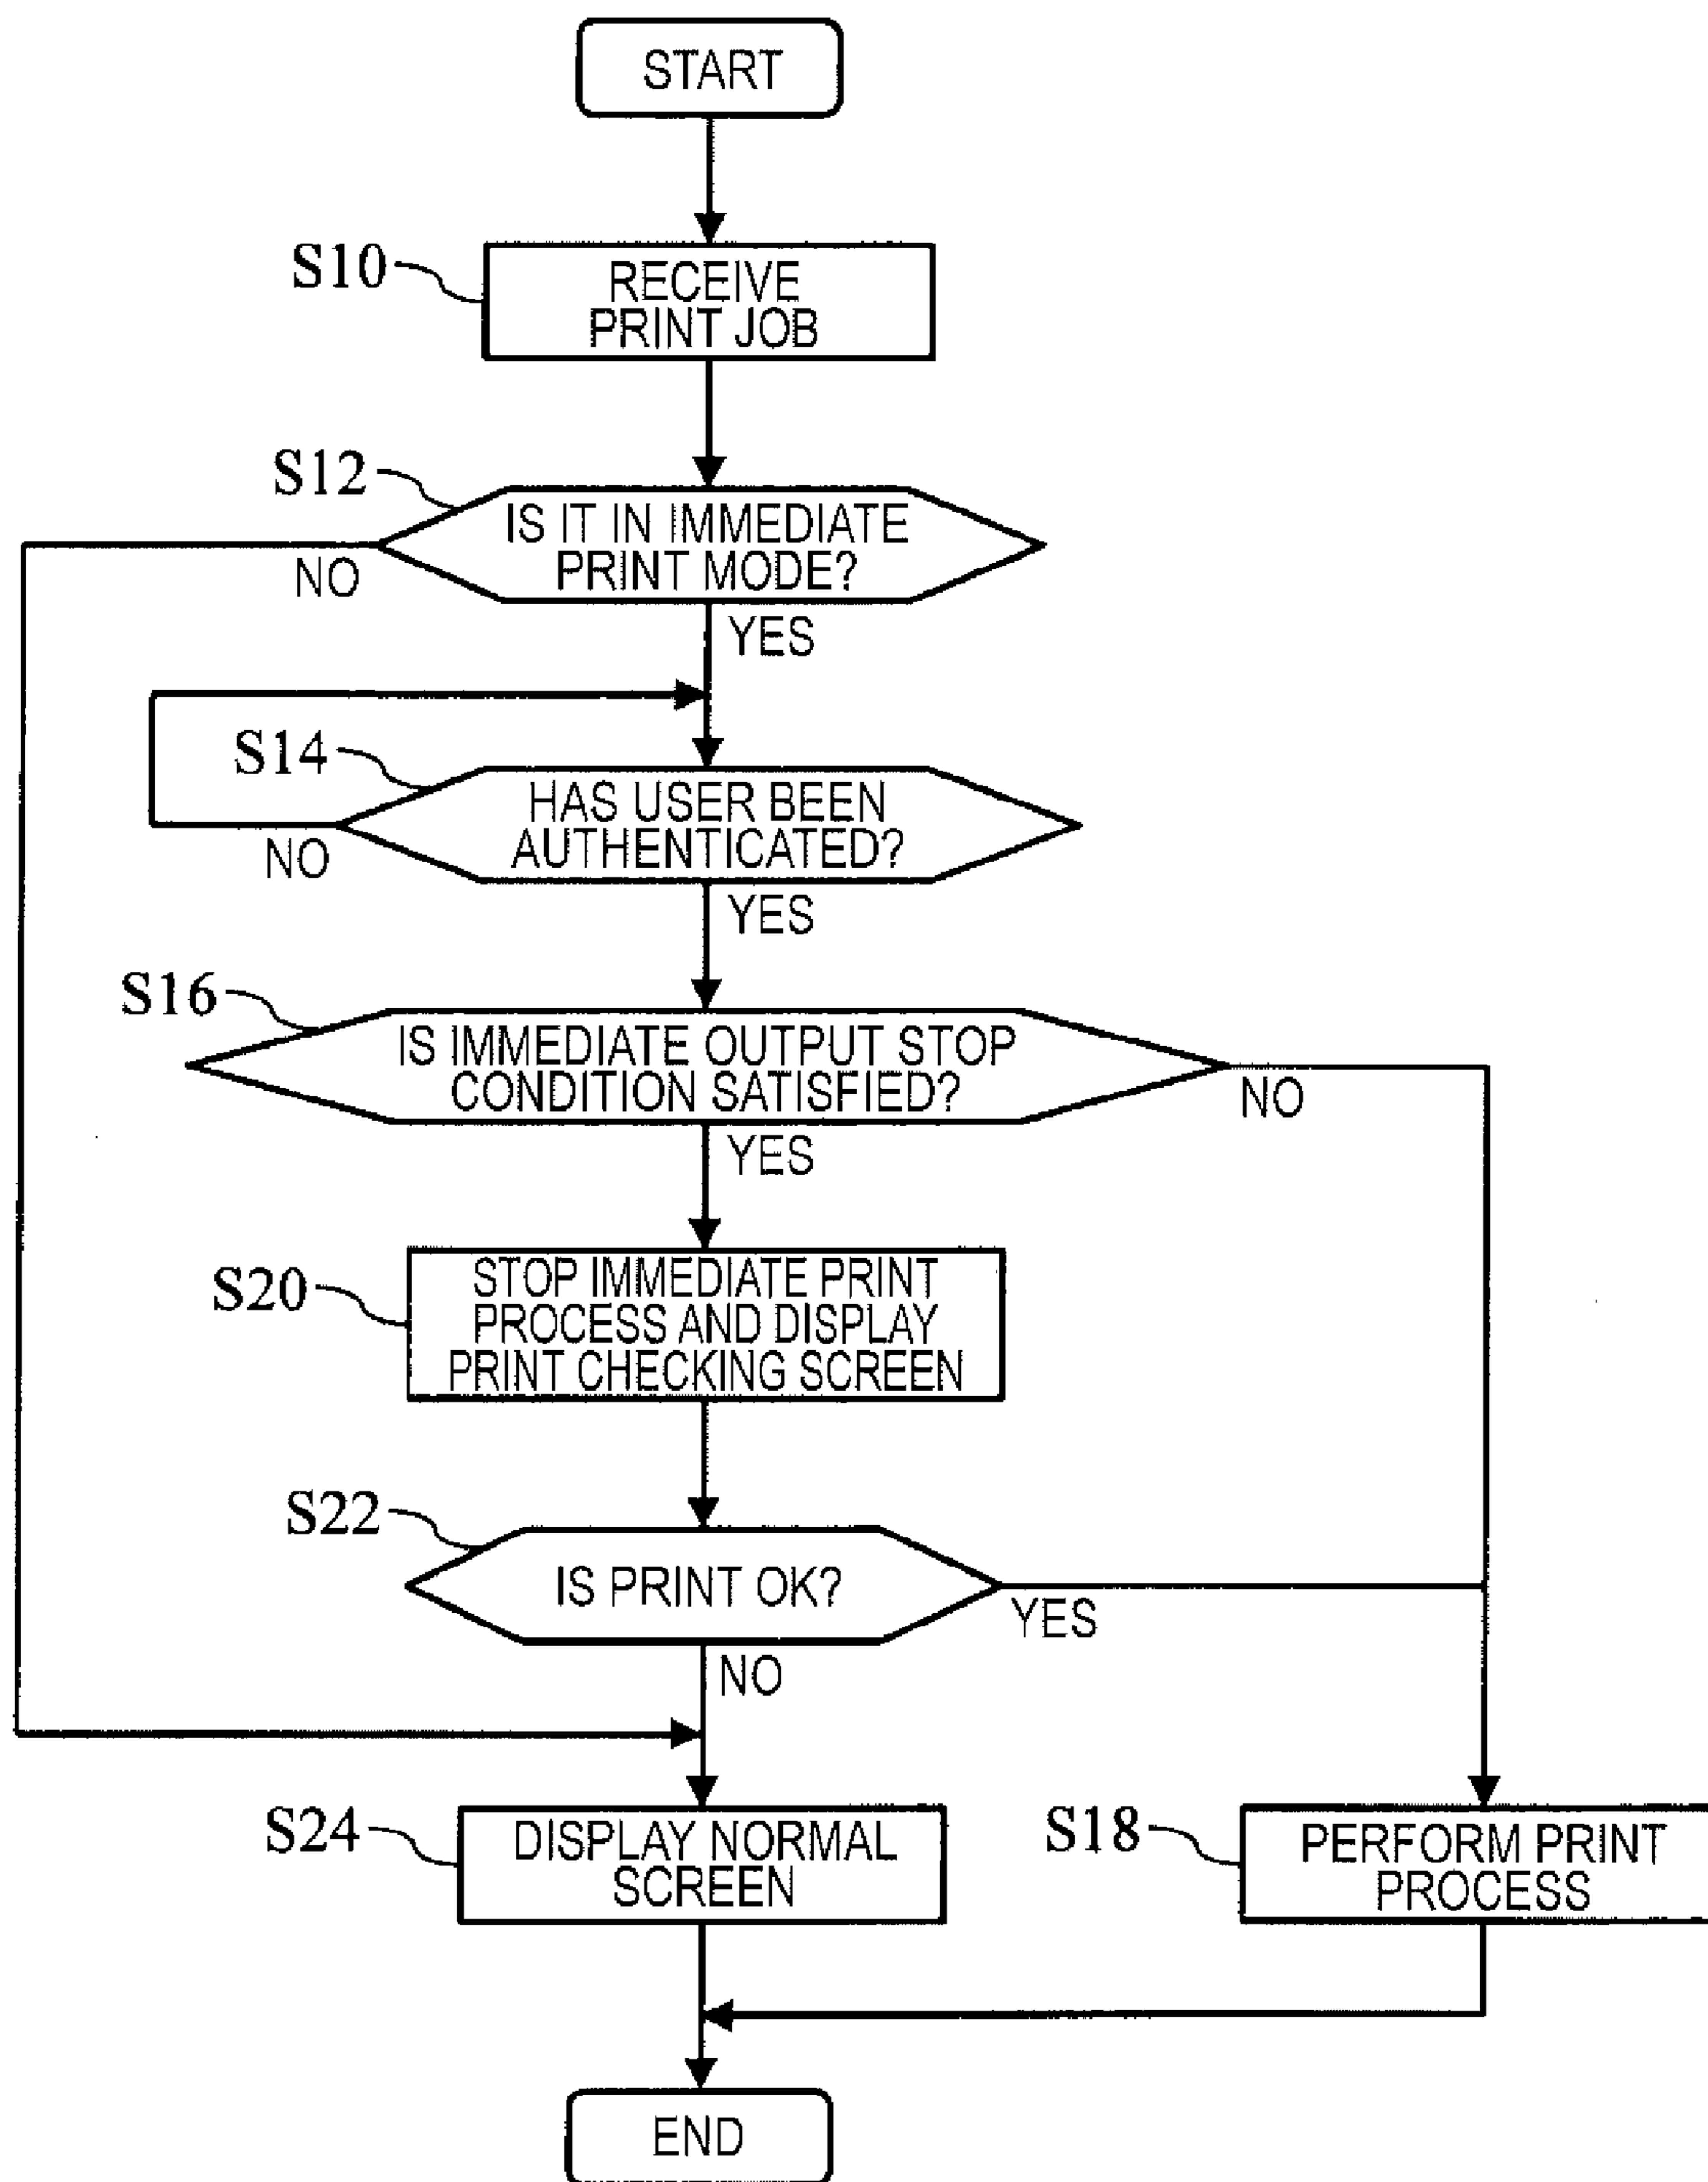 START
S10
RECEIVE
PRINT JOB
S12
IS IT IN IMMEDIATE
PRINT MODE?
NO
YES
S14
HAS USER BEEN
AUTHENTICATED?
NO
YES
S16
IS IMMEDIATE OUTPUT STOP
CONDITION SATISFIED?
NO
YES
S20
STOP IMMEDIATE PRINT
PROCESS AND DISPLAY
PRINT CHECKING SCREEN
S22
IS PRINT OK?
YES
NO
S24
DISPLAY NORMAL
SCREEN
S18
PERFORM PRINT
PROCESS
END